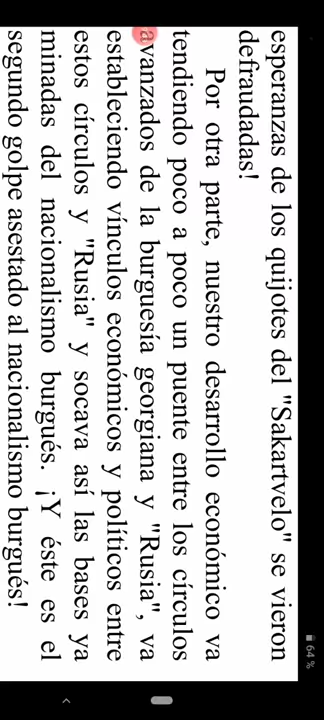 esperanzas de los quijotes del "Sakartvelo" se vieron
defraudadas!
Por otra parte, nuestro desarrollo económico va
tendiendo poco a poco un puente entre los círculos
avanzados de la burguesía georgiana y "Rusia", va
estableciendo vínculos económicos y políticos entre
estos círculos y "Rusia" y socava así las bases ya
minadas del nacionalismo burgués. ¡Y éste es el
segundo golpe asestado al nacionalismo burgués!
64 %